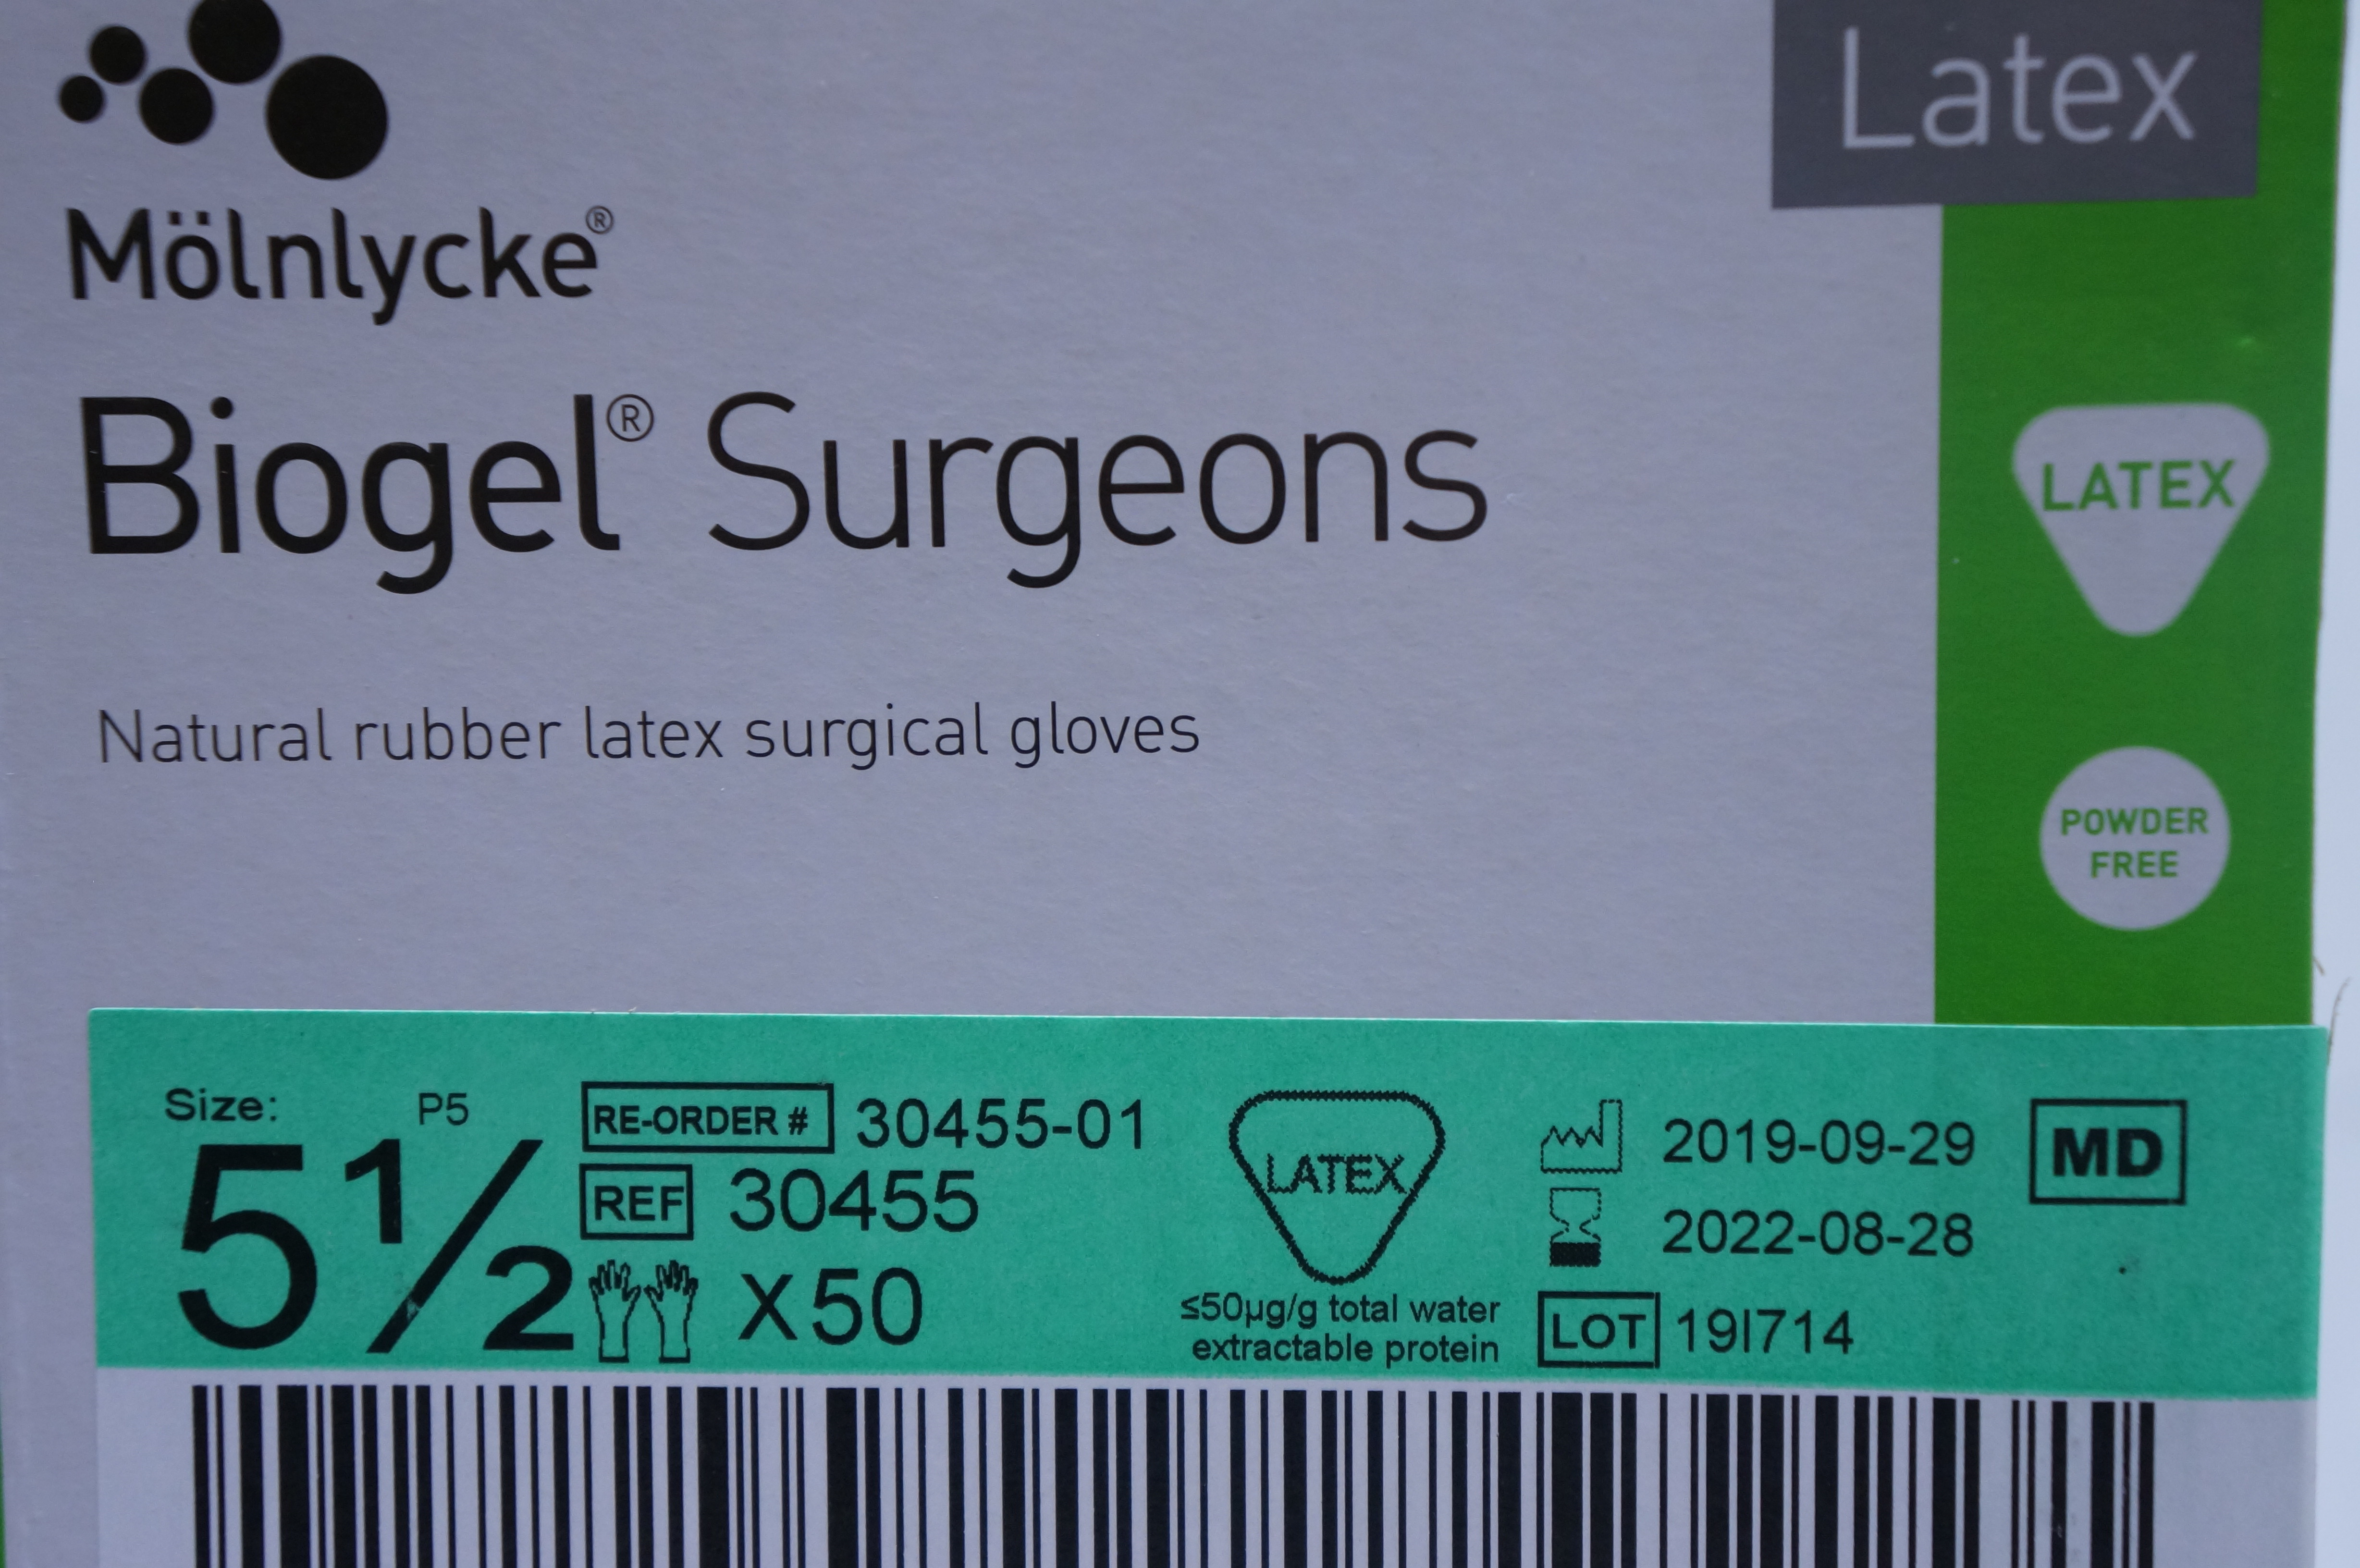 Latex
Mölnlycke®
Biogel® Surgeons
LATEX
Natural rubber latex surgical gloves
POWDER
FREE
Size: P5
5½
RE-ORDER # 30455-01
REF 30455
X50
LATEX
≤50µg/g total water
extractable protein
2019-09-29
2022-08-28
LOT 19I714
MD